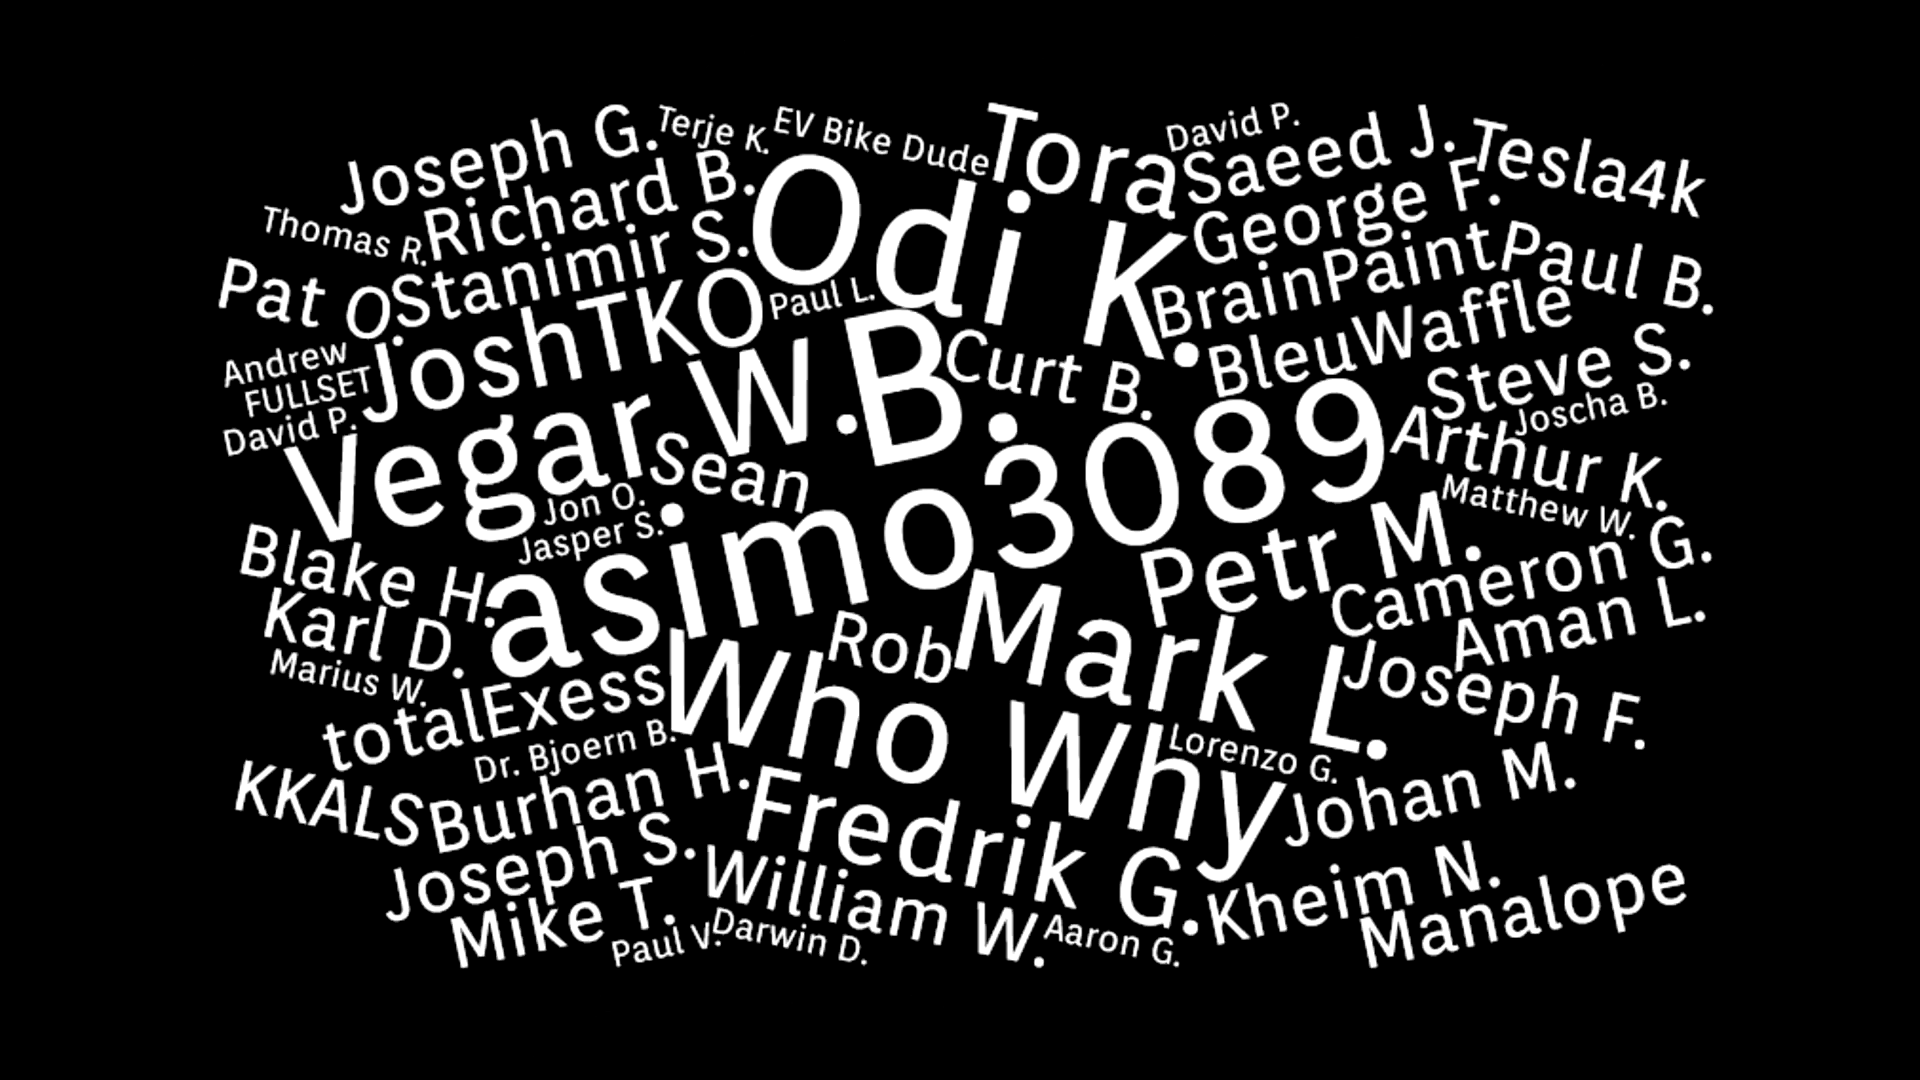 Joseph G.
Terje K.
EV Bike Dude
Tora
David P.
Saeed J.
Tesla4k
Thomas R.
Richard B.
Odi K.
George F.
Pat O.
Stanimir S.
BrainPaint
Paul B.
Andrew
FULLSET
David P.
JoshTKO
Paul L.
B.
Curt B.
BleuWaffle
Steve S.
Joscha B.
Vegar W.
Sean
Arthur K.
Matthew W.
Jon O.
Jasper S.
asimo3089
Petr M.
Cameron G.
Blake H.
Karl D.
Marius W.
Rob
Mark L.
Aman L.
Joseph F.
totalExess
Dr. Bjoern B.
Who Why
Lorenzo G.
Johan M.
KKALS
Burhan H.
Fredrik G.
Joseph S.
William W.
Kheim N.
Manalope
Mike T.
Paul V.
Darwin D.
Aaron G.